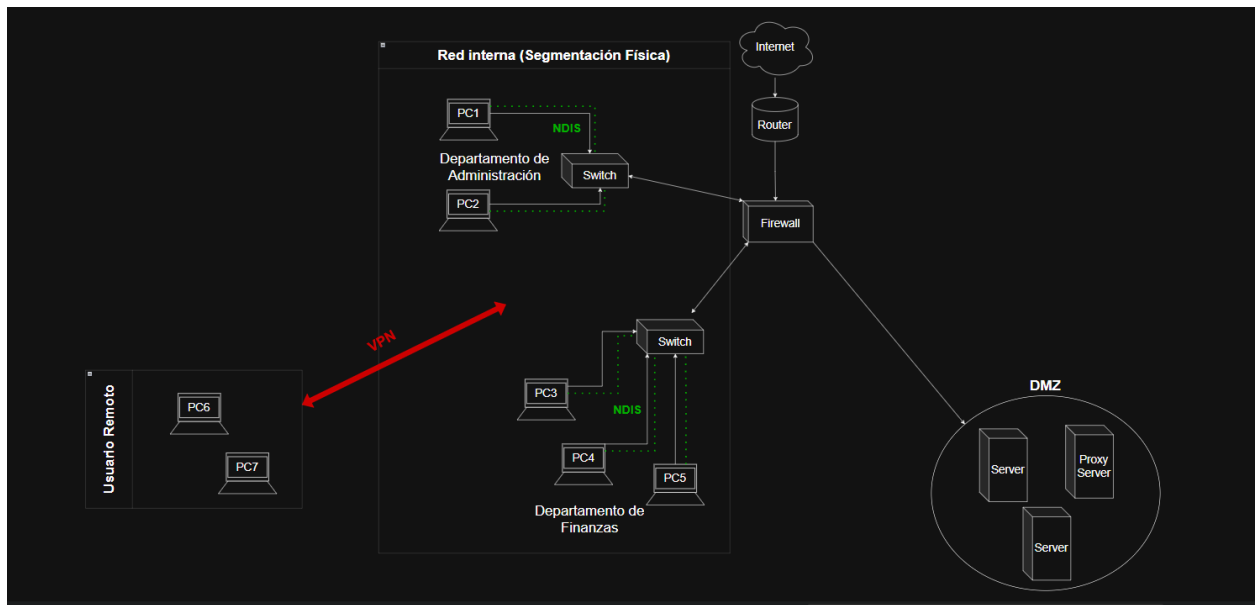 Red interna (Segmentación Física)
Internet
Router
Firewall
PC1
NDIS
Departamento de
Administración
Switch
PC2
VPN
Switch
PC3
NDIS
PC4
PC5
Departamento de
Finanzas
Usuario Remoto
PC6
PC7
DMZ
Server
Proxy
Server
Server